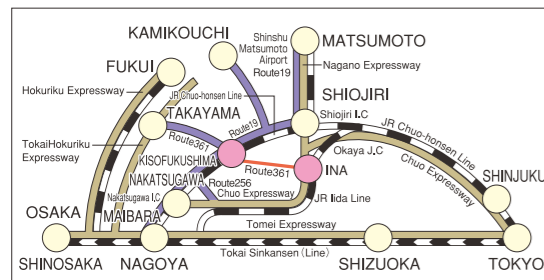 KAMIKOUCHI
Shinshu
Matsumoto
Airport
Route19
MATSUMOTO
Nagano Expressway
FUKUI
Hokuriku Expressway
JR Chuo-honsen Line
SHIOJIRI
Shiojiri I.C
TAKAYAMA
Route19
Route361
TokaiHokuriku
Expressway
Okaya J.C
JR Chuo-honsen Line
Chuo Expressway
KISOFUKUSHIMA
Route361
INA
NAKATSUGAWA
Route256
Nakatsugawa I,C
Chuo Expressway
JR Iida Line
SHINJUKU
OSAKA
MAIBARA
Tomei Expressway
SHINOSAKA
NAGOYA
Tokai Sinkansen (Line)
SHIZUOKA
TOKYO